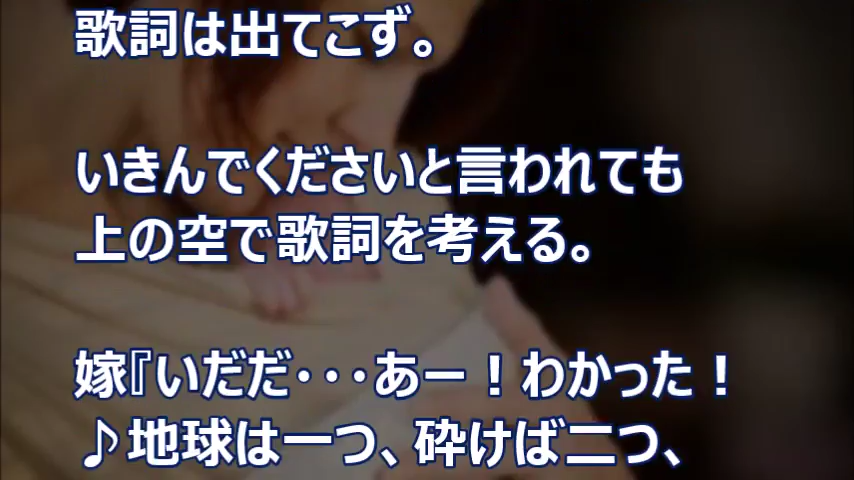 歌詞は出てこず。
いきんでくださいと言われても
上の空で歌詞を考える。
嫁『いだだ・・・あー！わかった！
♪地球は一つ、砕けば二つ、